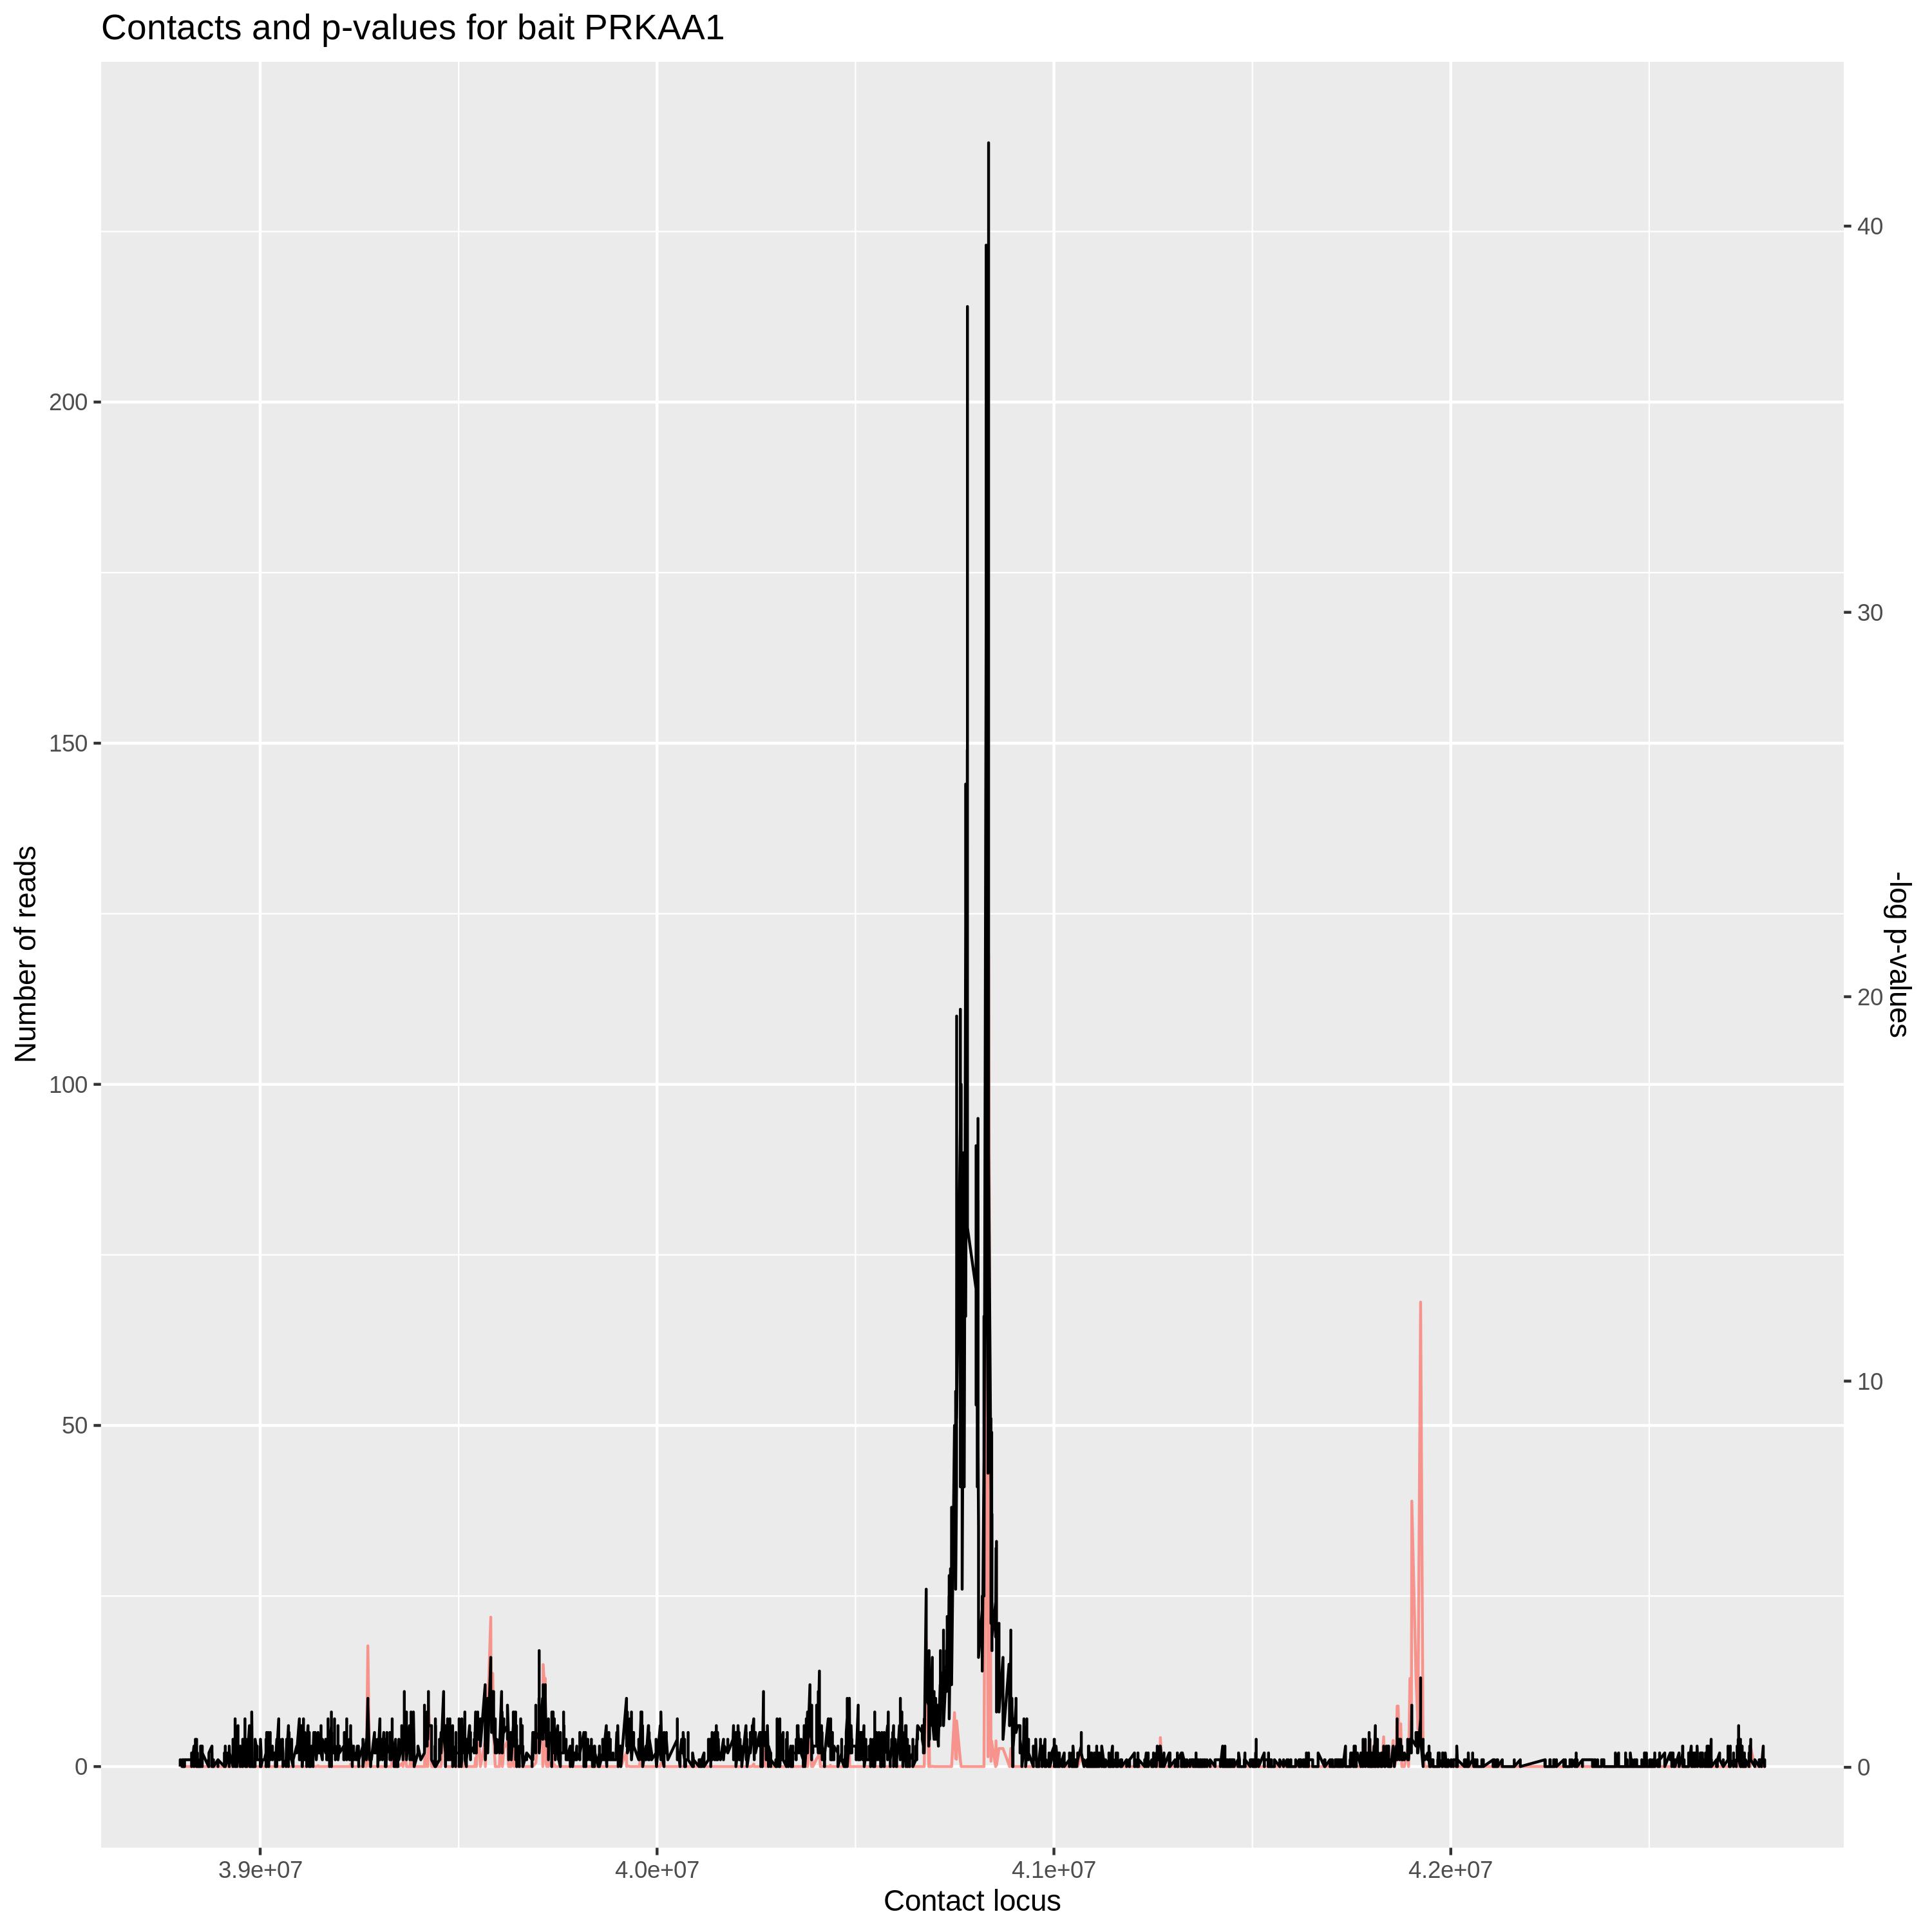 Contacts and p-values for bait PRKAA1
200
150
100
50
0
Number of reads
40
30
20
10
0
-log p-values
3.9e+07 4.0e+07 4.1e+07 4.2e+07
Contact locus